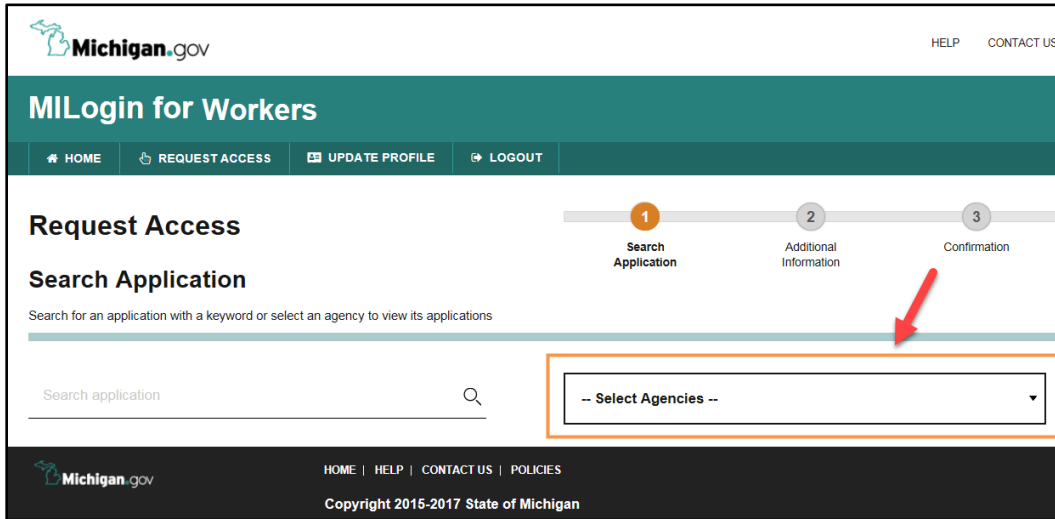 Michigan.gov
HELP CONTACT US
MILogin for Workers
HOME REQUEST ACCESS UPDATE PROFILE LOGOUT
Request Access
1 2 3
Search Application
Additional Information
Confirmation
Search Application
Search for an application with a keyword or select an agency to view its applications
Search application
-- Select Agencies --
Michigan.gov
HOME | HELP | CONTACT US | POLICIES
Copyright 2015-2017 State of Michigan